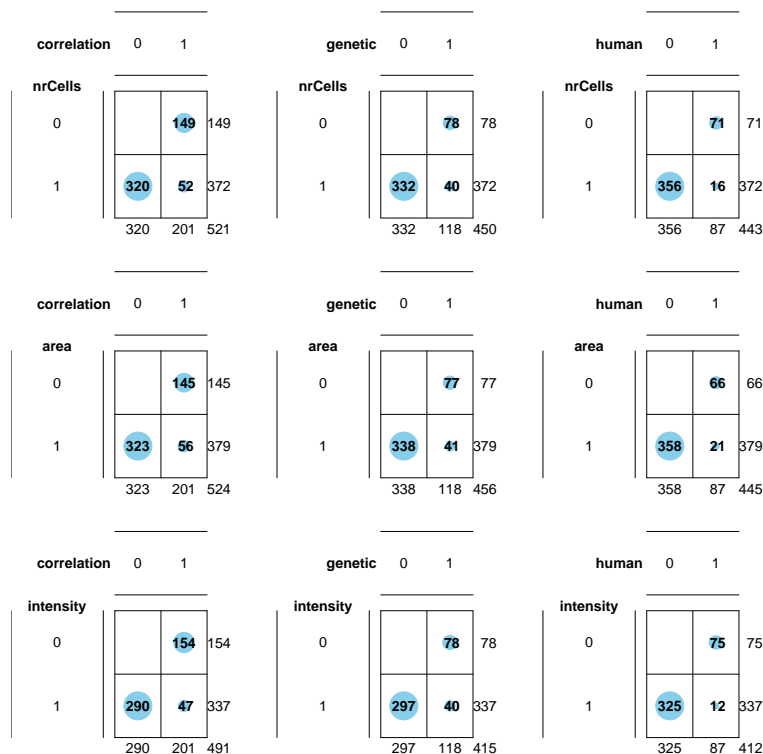 correlation 0 1 genetic 0 1 human 0 1
nrCells nrCells nrCells
0 149 149 0 78 78 0 71 71
1 320 52 372 1 332 40 372 1 356 16 372
320 201 521 332 118 450 356 87 443
correlation 0 1 genetic 0 1 human 0 1
area area area
0 145 145 0 77 77 0 66 66
1 323 56 379 1 338 41 379 1 358 21 379
323 201 524 338 118 456 358 87 445
correlation 0 1 genetic 0 1 human 0 1
intensity intensity intensity
0 154 154 0 78 78 0 75 75
1 290 47 337 1 297 40 337 1 325 12 337
290 201 491 297 118 415 325 87 412